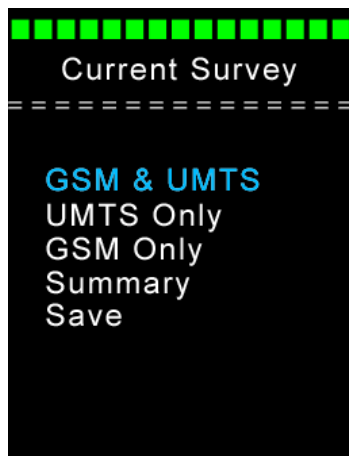 Current Survey
================
GSM & UMTS
UMTS Only
GSM Only
Summary
Save